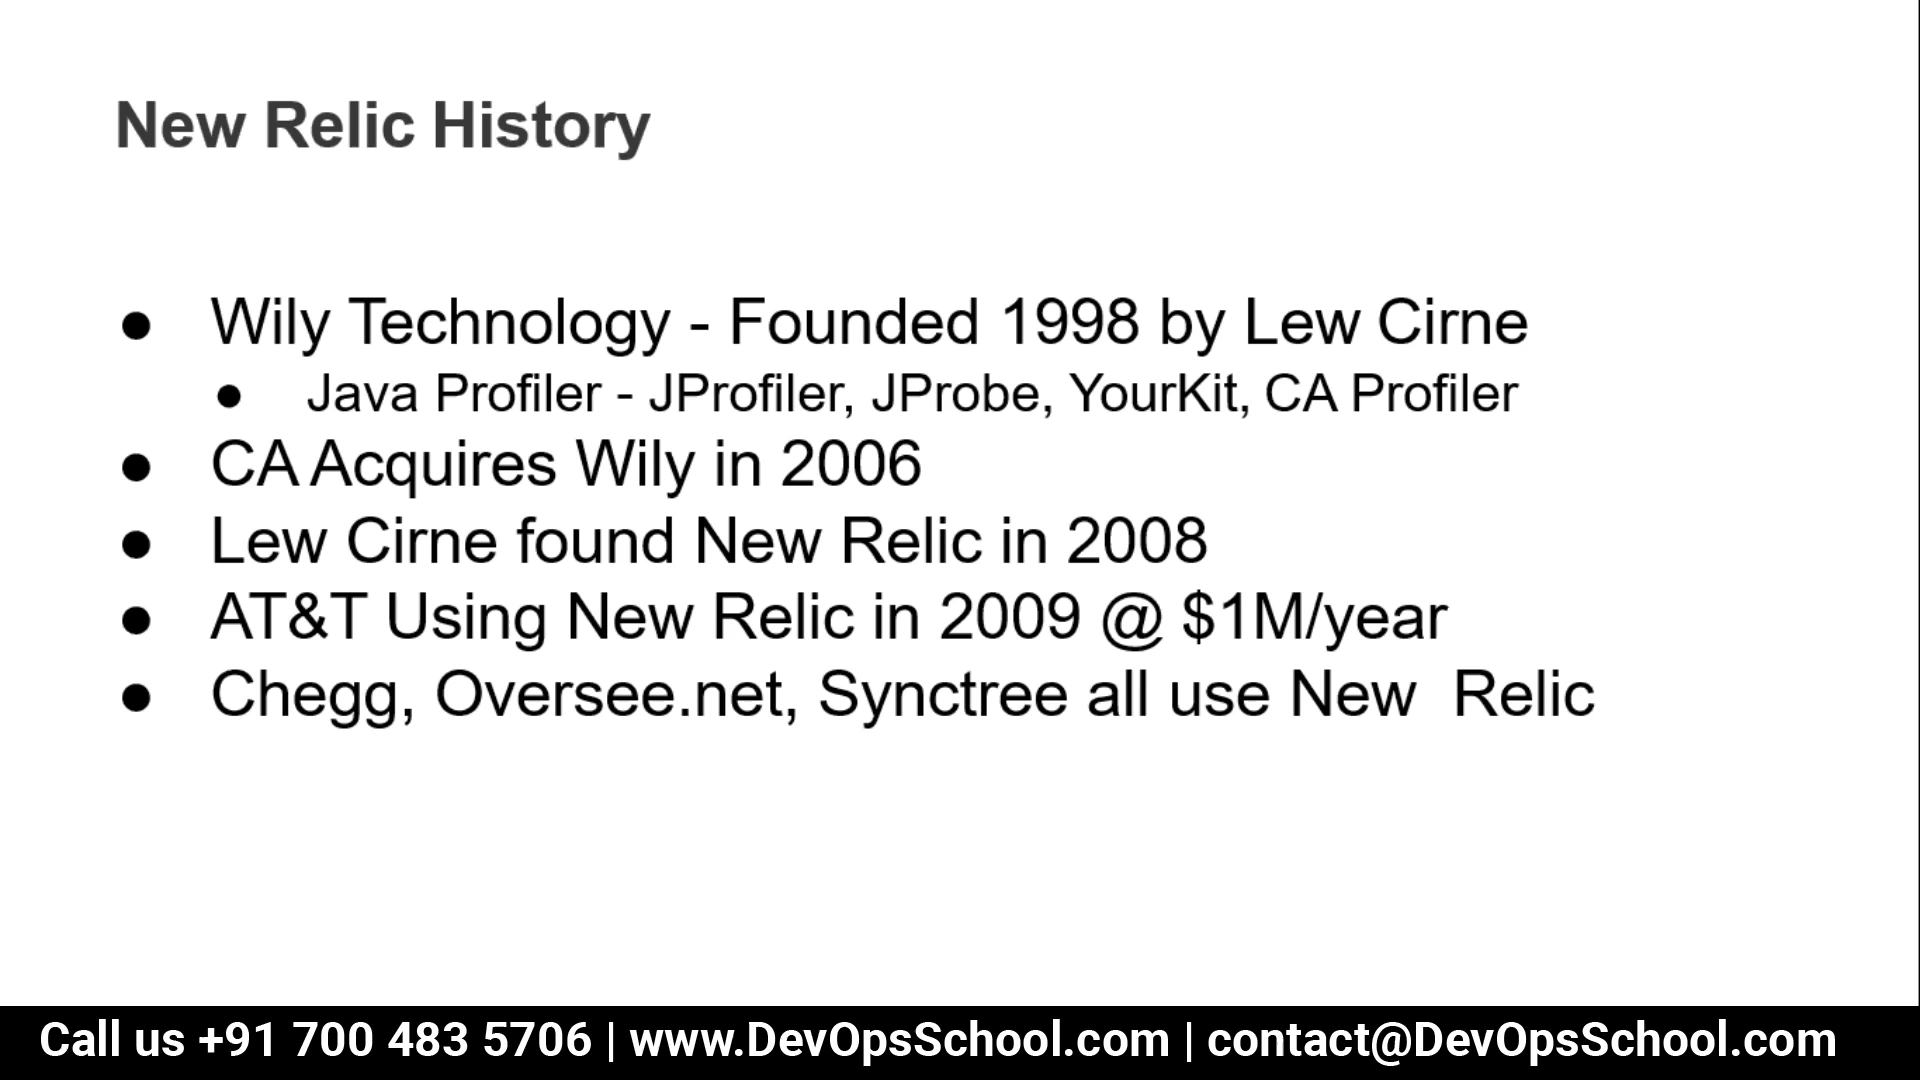 New Relic History
● Wily Technology - Founded 1998 by Lew Cirne
● Java Profiler - JProfiler, JProbe, YourKit, CA Profiler
● CA Acquires Wily in 2006
● Lew Cirne found New Relic in 2008
● AT&T Using New Relic in 2009 @ $1M/year
● Chegg, Oversee.net, Synctree all use New  Relic
Call us +91 700 483 5706 | www.DevOpsSchool.com | contact@DevOpsSchool.com